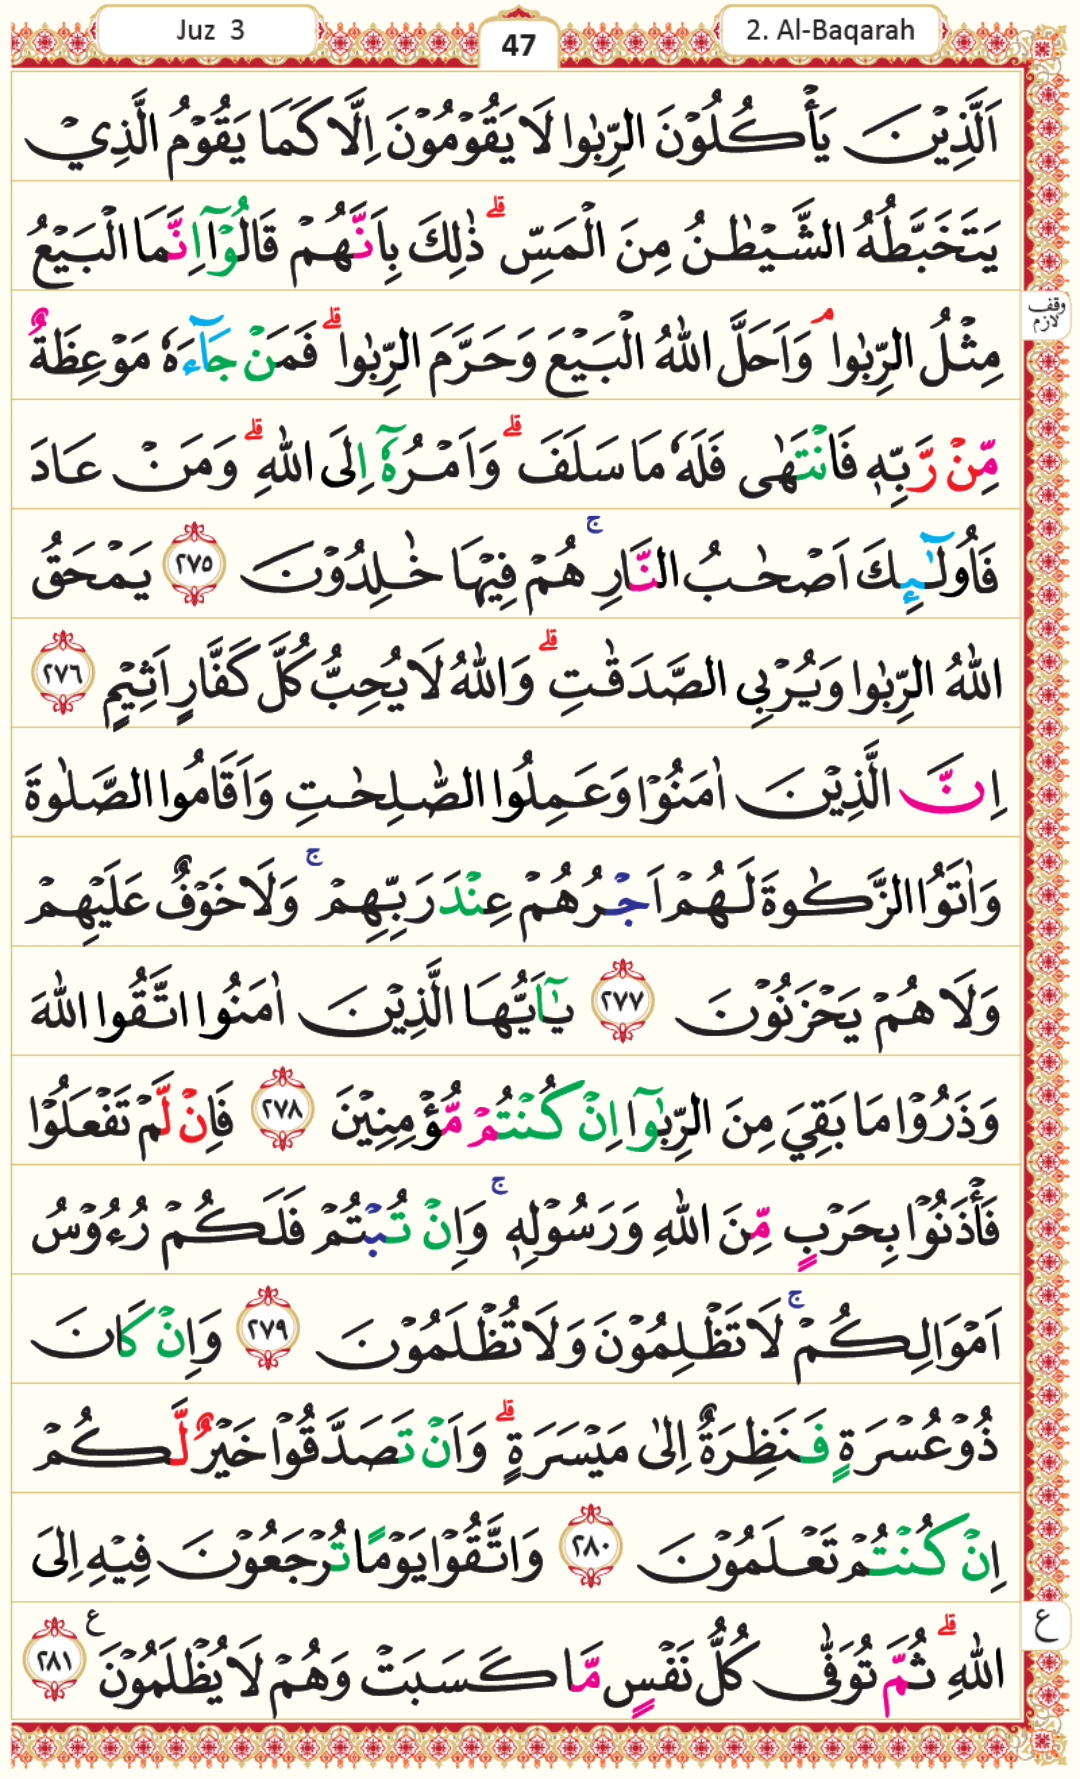 Juz 3
47
2. Al-Baqarah
اَلَّذِيْنَ يَأْكُلُوْنَ الرِّبٰوا لَا يَقُوْمُوْنَ اِلَّا كَمَا يَقُوْمُ الَّذِيْ
يَتَخَبَّطُهُ الشَّيْطٰنُ مِنَ الْمَسِّ ۗ ذٰلِكَ بِاَنَّهُمْ قَالُوْٓا اِنَّمَا الْبَيْعُ
مِثْلُ الرِّبٰوا ۘ وَاَحَلَّ اللّٰهُ الْبَيْعَ وَحَرَّمَ الرِّبٰوا ۗ فَمَنْ جَاۤءَهٗ مَوْعِظَةٌ
وقف لازم
مِّنْ رَّبِّهٖ فَانْتَهٰى فَلَهٗ مَا سَلَفَ ۗ وَاَمْرُهٗٓ اِلَى اللّٰهِ ۗ وَمَنْ عَادَ
فَاُولٰۤىِٕكَ اَصْحٰبُ النَّارِ ۚ هُمْ فِيْهَا خٰلِدُوْنَ ٢٧٥ يَمْحَقُ
اللّٰهُ الرِّبٰوا وَيُرْبِى الصَّدَقٰتِ ۗ وَاللّٰهُ لَا يُحِبُّ كُلَّ كَفَّارٍ اَثِيْمٍ ٢٧٦
اِنَّ الَّذِيْنَ اٰمَنُوْا وَعَمِلُوا الصّٰلِحٰتِ وَاَقَامُوا الصَّلٰوةَ
وَاٰتَوُا الزَّكٰوةَ لَهُمْ اَجْرُهُمْ عِنْدَ رَبِّهِمْ ۚ وَلَا خَوْفٌ عَلَيْهِمْ
وَلَا هُمْ يَحْزَنُوْنَ ٢٧٧ يٰٓاَيُّهَا الَّذِيْنَ اٰمَنُوا اتَّقُوا اللّٰهَ
وَذَرُوْا مَا بَقِيَ مِنَ الرِّبٰوٓا اِنْ كُنْتُمْ مُّؤْمِنِيْنَ ٢٧٨ فَاِنْ لَّمْ تَفْعَلُوْا
فَأْذَنُوْا بِحَرْبٍ مِّنَ اللّٰهِ وَرَسُوْلِهٖ ۚ وَاِنْ تُبْتُمْ فَلَكُمْ رُءُوْسُ
اَمْوَالِكُمْ ۚ لَا تَظْلِمُوْنَ وَلَا تُظْلَمُوْنَ ٢٧٩ وَاِنْ كَانَ
ذُوْ عُسْرَةٍ فَنَظِرَةٌ اِلٰى مَيْسَرَةٍ ۗ وَاَنْ تَصَدَّقُوْا خَيْرٌ لَّكُمْ
اِنْ كُنْتُمْ تَعْلَمُوْنَ ٢٨٠ وَاتَّقُوْا يَوْمًا تُرْجَعُوْنَ فِيْهِ اِلَى
اللّٰهِ ۗ ثُمَّ تُوَفّٰى كُلُّ نَفْسٍ مَّا كَسَبَتْ وَهُمْ لَا يُظْلَمُوْنَ ࣖ ٢٨١
ع